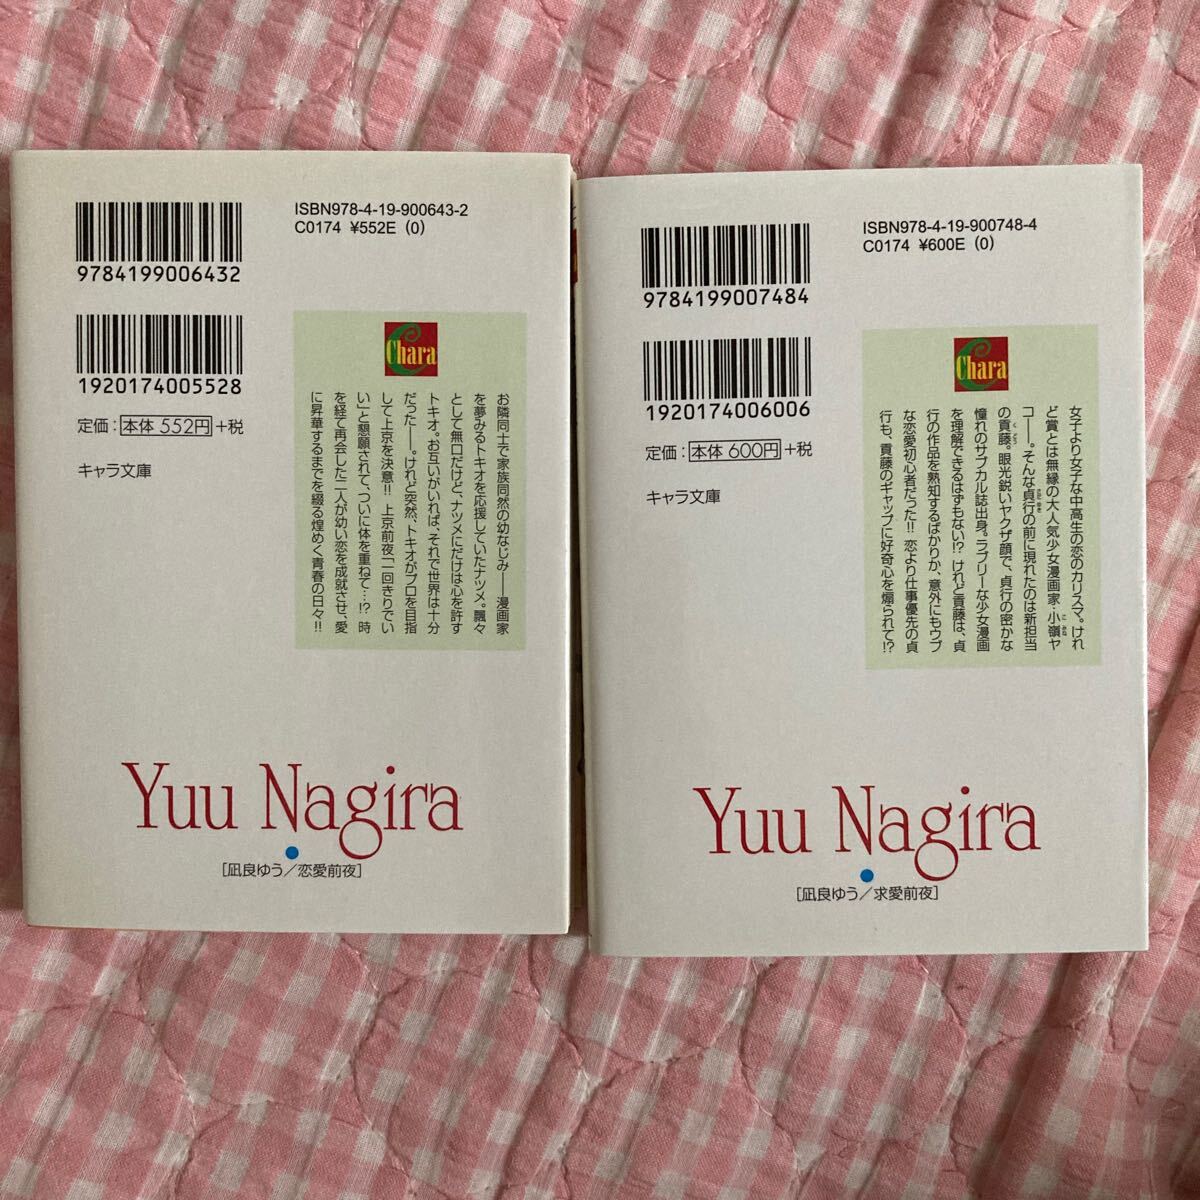 ISBN978-4-19-900643-2
C0174 ¥552E (0)
9784199006432
1920174005528
定価：本体 552円+税
キャラ文庫
Chara
お隣同士で家族同然の幼なじみ――漫画家
を夢みるトキオを応援していたナツメ。飄々
として無口だけど、ナツメにだけは心を許す
トキオ。お互いがいれば、それで世界は十分
だった――。けれど突然、トキオがプロを目指
して上京を決意!! 上京前夜「一回きりでい
い」と懇願されて、ついに体を重ねて…!? 時
を経て再会した二人が幼い恋を成就させ、愛
に昇華するまでを綴る煌めく青春の日々!!
Yuu Nagira
[凪良ゆう／恋愛前夜]
ISBN978-4-19-900748-4
C0174 ¥600E (0)
9784199007484
1920174006006
定価：本体 600円+税
キャラ文庫
Chara
女子より女子な中高生の恋のカリスマ。けれ
ど賞とは無縁の大人気少女漫画家・小嶺ヤ
コ――。そんな貞行の前に現れたのは新担当
の貢藤。眼光鋭いヤクザ顔で、貞行の密かな
憧れのサブカル誌出身。ラブリーな少女漫画
を理解できるはずもない!? けれど貢藤は、貞
行の作品を熟知するばかりか、意外にもウブ
な恋愛初心者だった!! 恋より仕事優先の貞
行も、貢藤のギャップに好奇心を煽られて!?
Yuu Nagira
[凪良ゆう／求愛前夜]